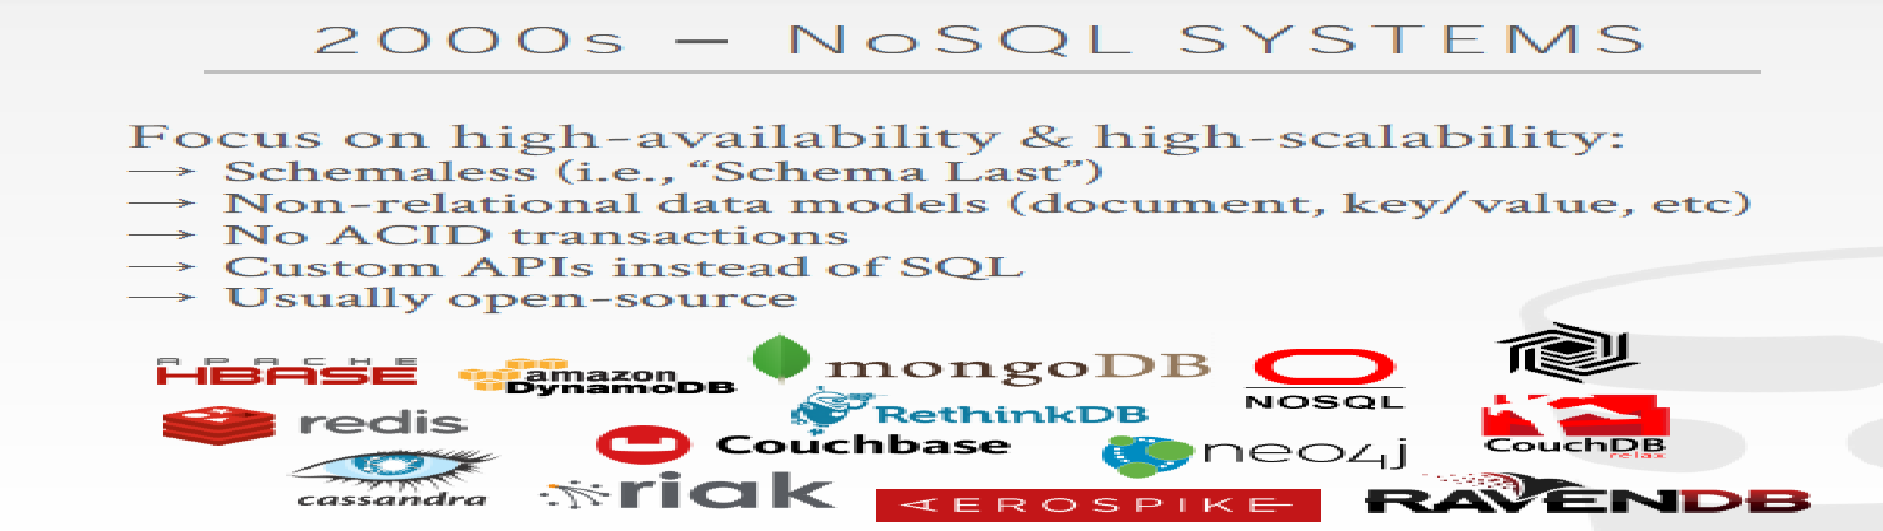 2000s – NoSQL SYSTEMS
Focus on high-availability & high-scalability:
→ Schemaless (i.e., “Schema Last”)
→ Non-relational data models (document, key/value, etc)
→ No ACID transactions
→ Custom APIs instead of SQL
→ Usually open-source
APACHE
HBASE
amazon
DynamoDB
mongoDB
NOSQL
redis
RethinkDB
Couchbase
neo4j
CouchDB
relax
cassandra
riak
AEROSPIKE
RAVENDB